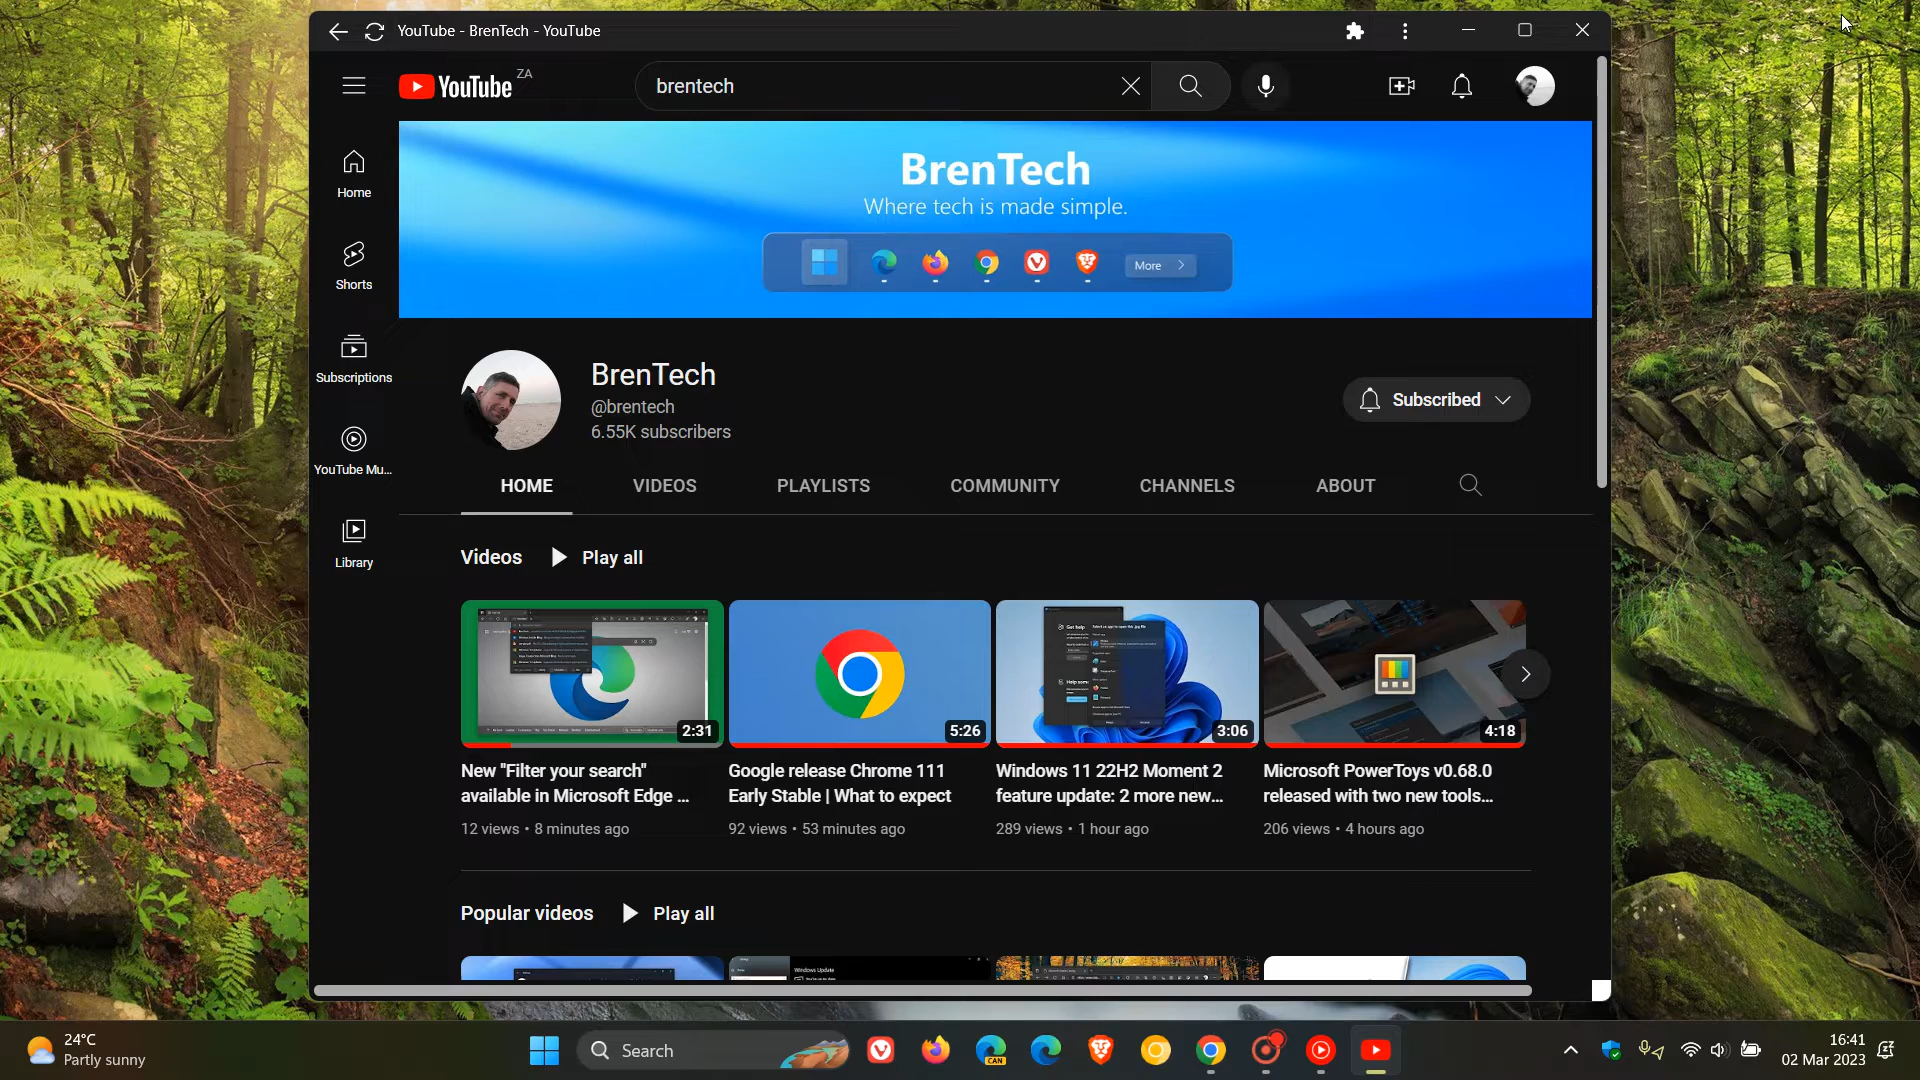 YouTube - BrenTech - YouTube
YouTube ZA
brentech
BrenTech
Where tech is made simple.
More
Home
Shorts
Subscriptions
YouTube Mu...
Library
BrenTech
@brentech
6.55K subscribers
Subscribed
HOME VIDEOS PLAYLISTS COMMUNITY CHANNELS ABOUT
Videos Play all
2:31 5:26 3:06 4:18
New "Filter your search"
available in Microsoft Edge ...
12 views • 8 minutes ago
Google release Chrome 111
Early Stable | What to expect
92 views • 53 minutes ago
Windows 11 22H2 Moment 2
feature update: 2 more new...
289 views • 1 hour ago
Microsoft PowerToys v0.68.0
released with two new tools...
206 views • 4 hours ago
Popular videos Play all
Windows Update
24°C
Partly sunny
Search
CAN
16:41
02 Mar 2023